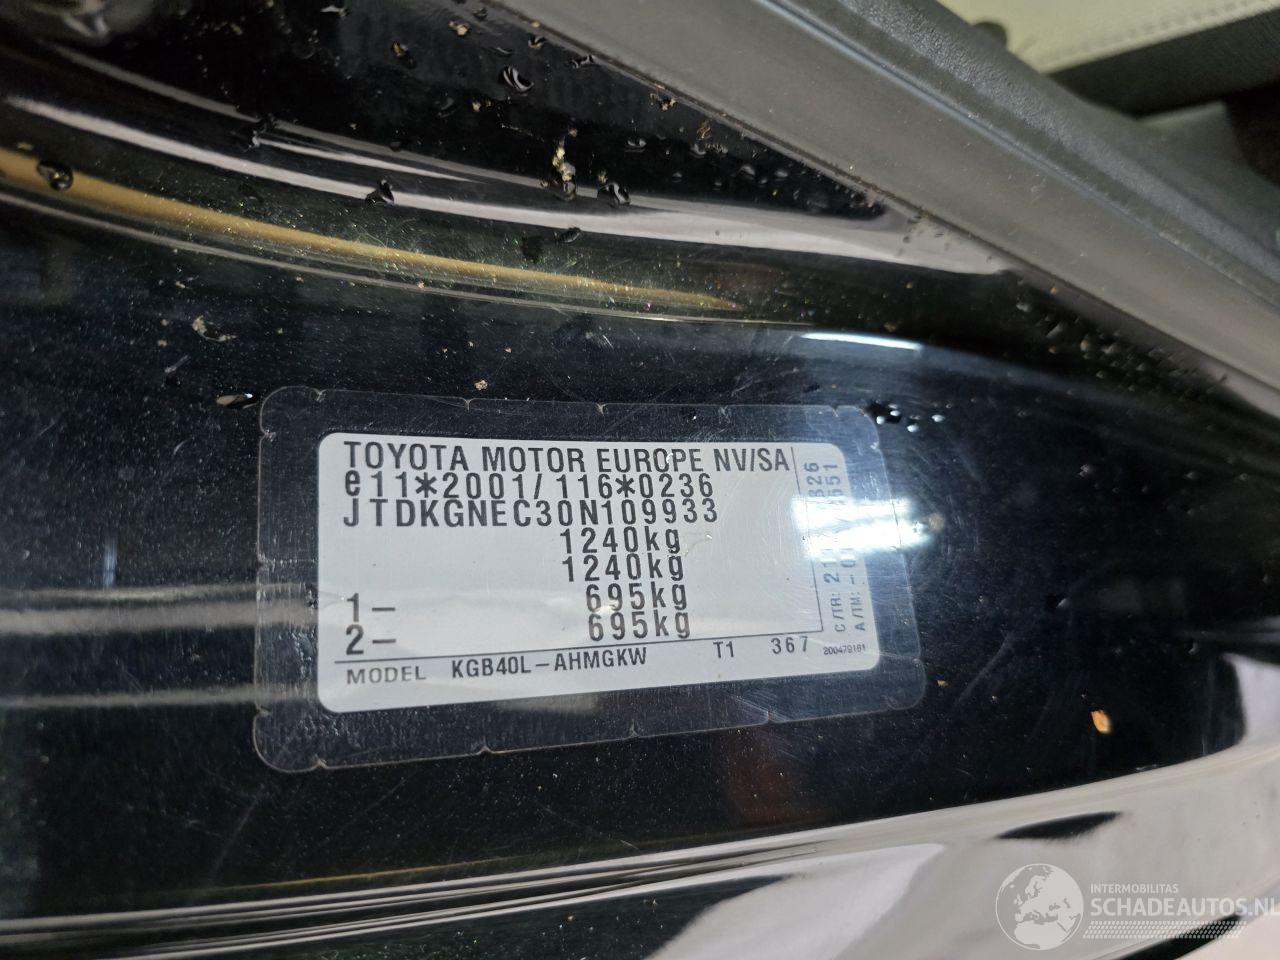 TOYOTA MOTOR EUROPE NV/SA
e11*2001/116*0236
JTDKGNEC30N109933
1240kg
1240kg
1- 695kg
2- 695kg
MODEL KGB40L-AHMGKW T1 367
C/TR:
A/TM:
200479161
INTERMOBILITAS
SCHADEAUTOS.NL